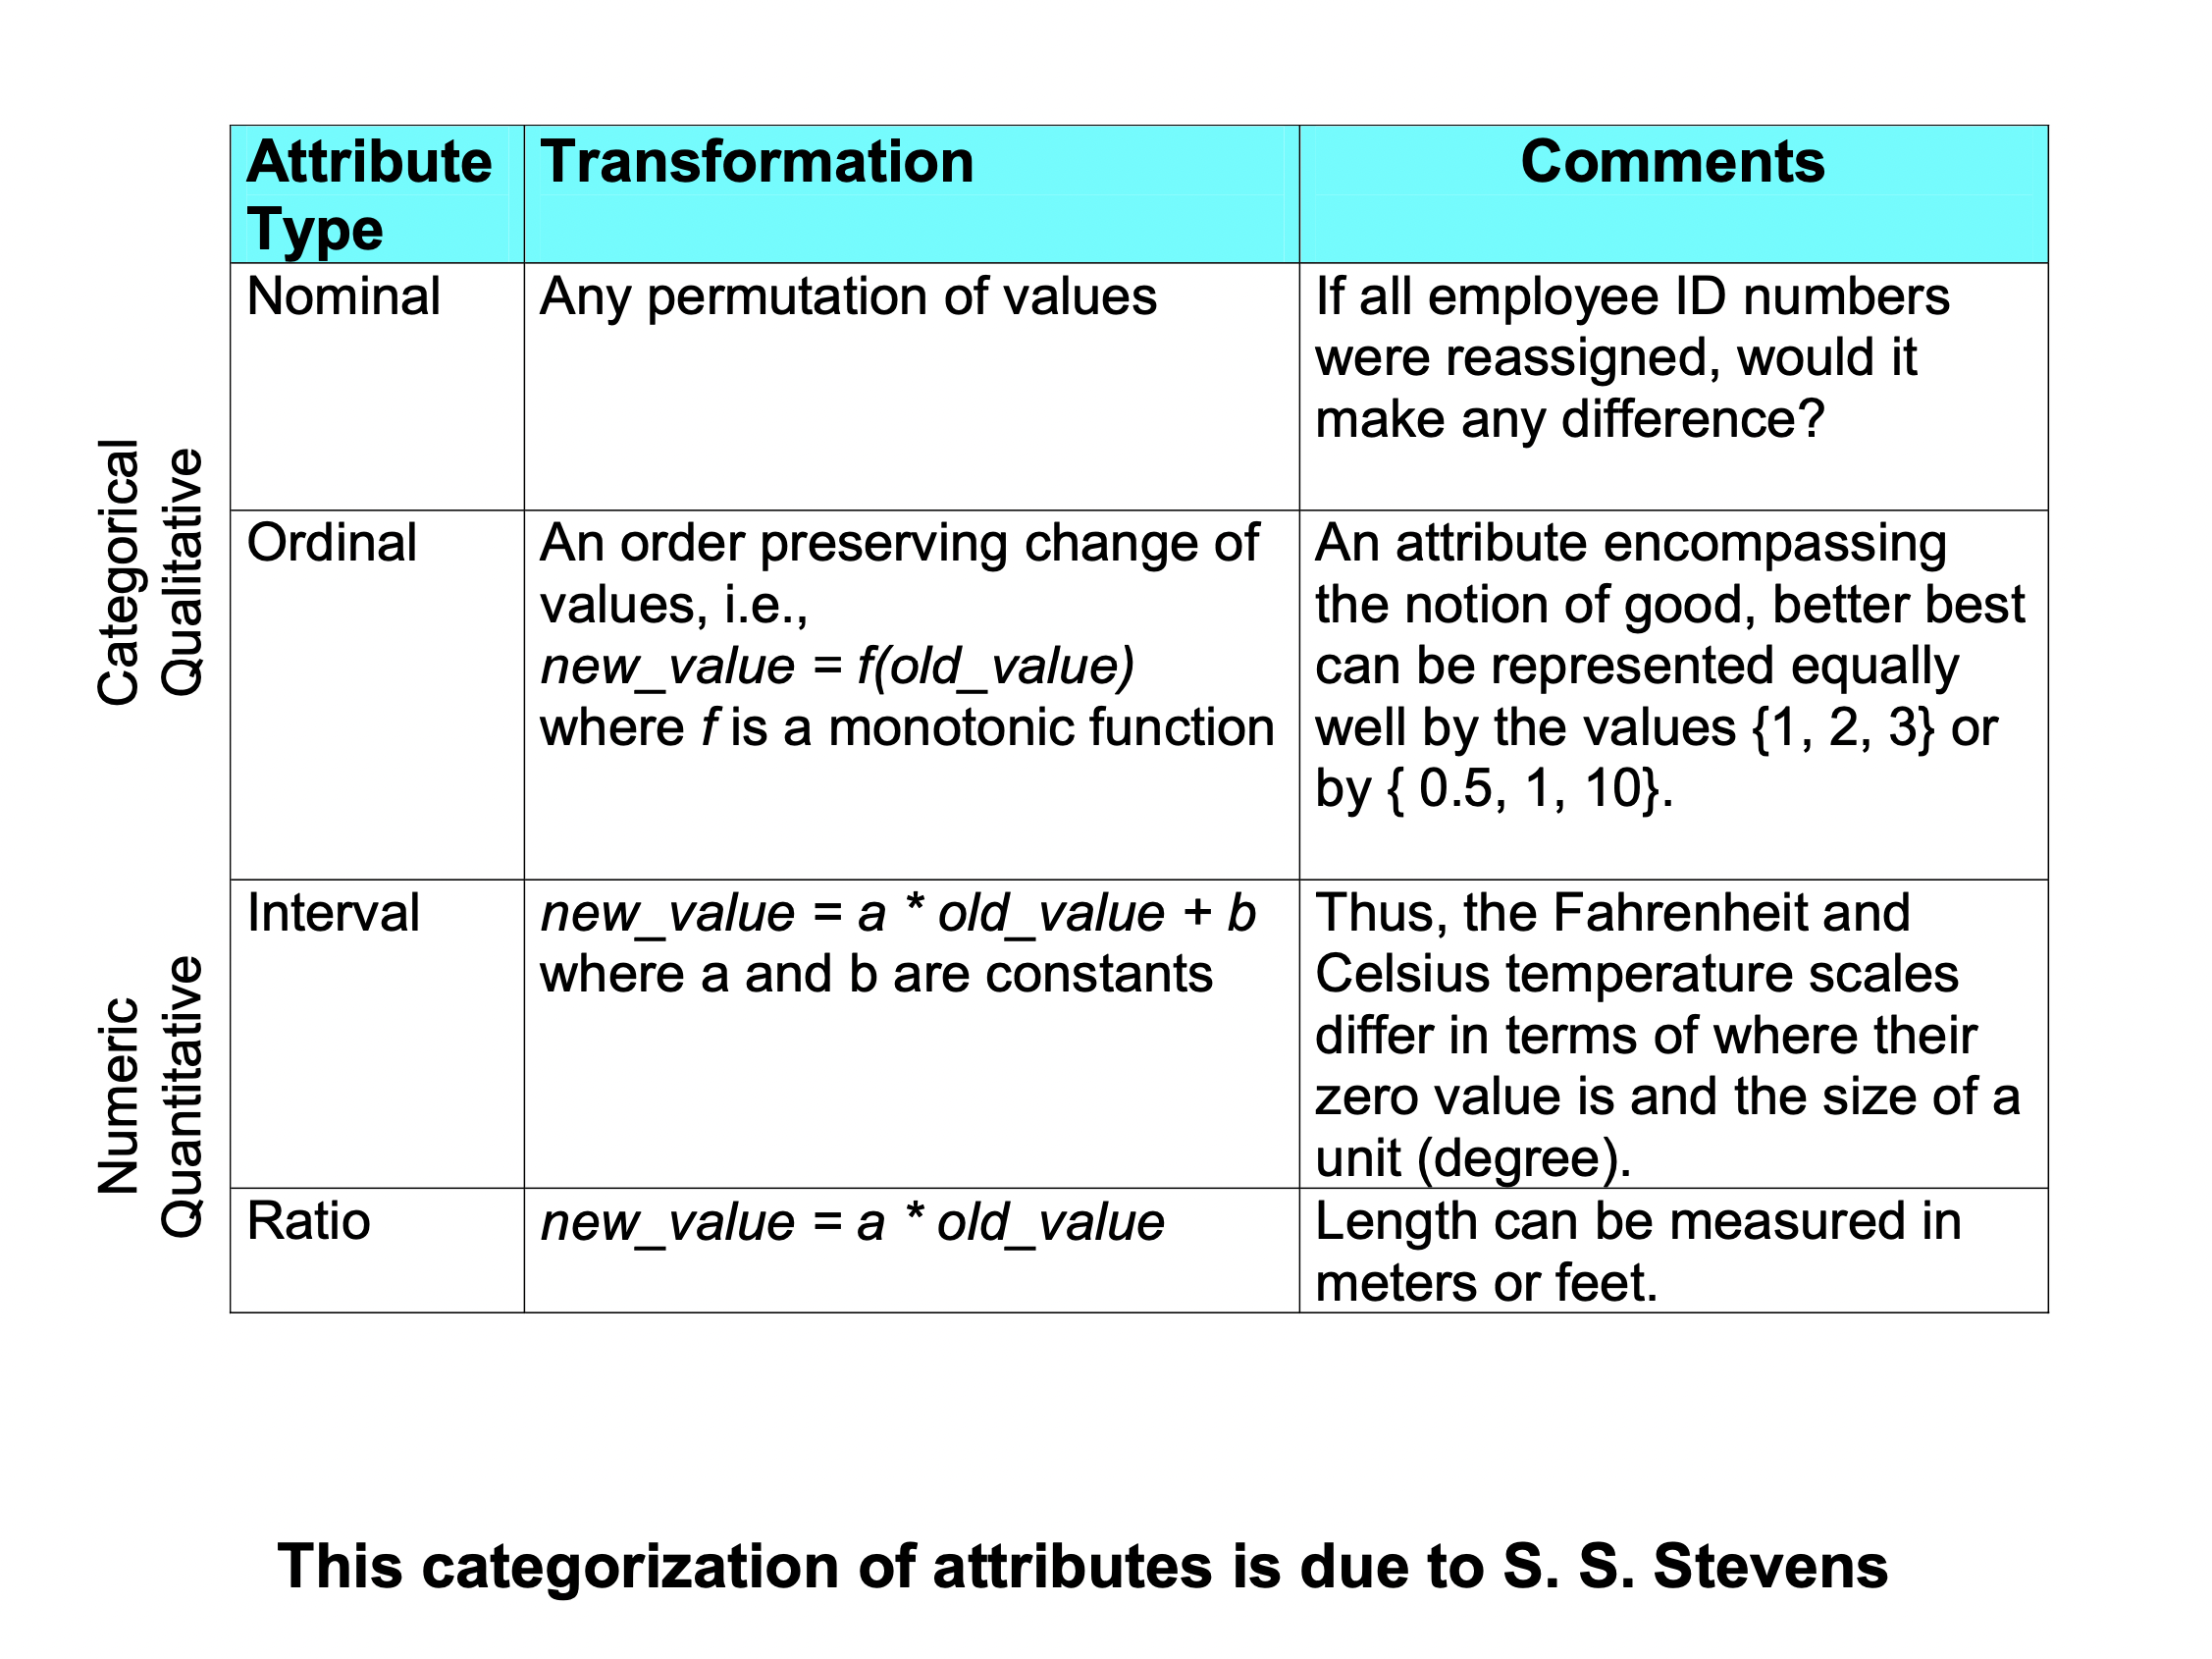 Attribute Type
Transformation
Comments
Categorical
Qualitative
Nominal
Any permutation of values
If all employee ID numbers
were reassigned, would it
make any difference?
Ordinal
An order preserving change of
values, i.e.,
new_value = f(old_value)
where f is a monotonic function
An attribute encompassing
the notion of good, better best
can be represented equally
well by the values {1, 2, 3} or
by { 0.5, 1, 10}.
Numeric
Quantitative
Interval
new_value = a * old_value + b
where a and b are constants
Thus, the Fahrenheit and
Celsius temperature scales
differ in terms of where their
zero value is and the size of a
unit (degree).
Ratio
new_value = a * old_value
Length can be measured in
meters or feet.
This categorization of attributes is due to S. S. Stevens